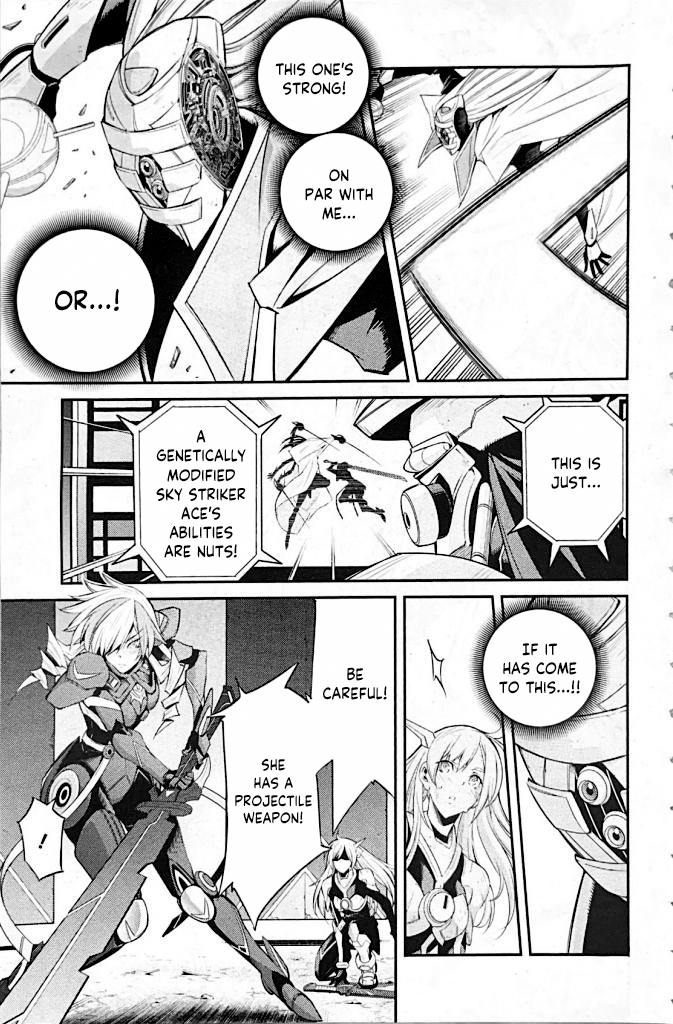 THIS ONE'S
STRONG!
ON
PAR WITH
ME...
OR...!
THIS IS
JUST...
A
GENETICALLY
MODIFIED
SKY STRIKER
ACE'S
ABILITIES
ARE NUTS!
IF IT
HAS COME
TO THIS...!!
BE
CAREFUL!
SHE
HAS A
PROJECTILE
WEAPON!
!